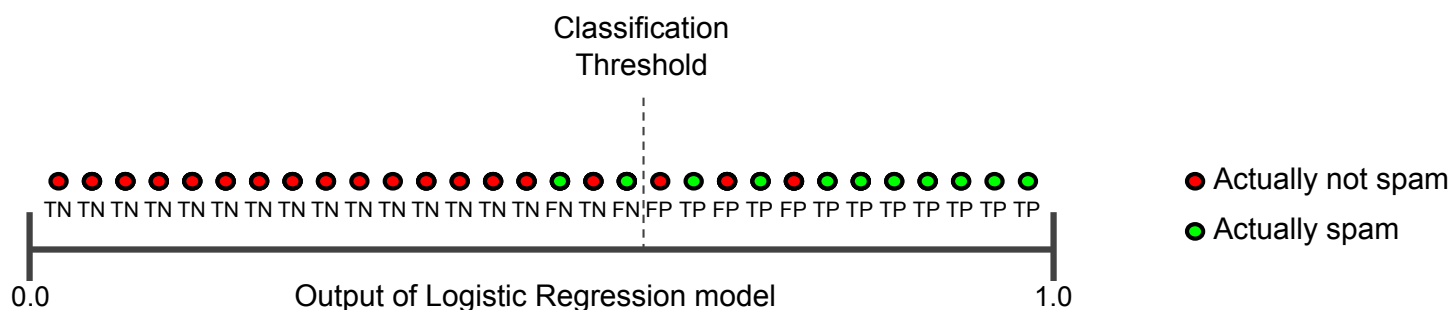 Classification
Threshold
TN TN TN TN TN TN TN TN TN TN TN TN TN TN TN FN TN FN FP TP FP TP FP TP TP TP TP TP TP TP
Actually not spam
Actually spam
0.0 Output of Logistic Regression model 1.0